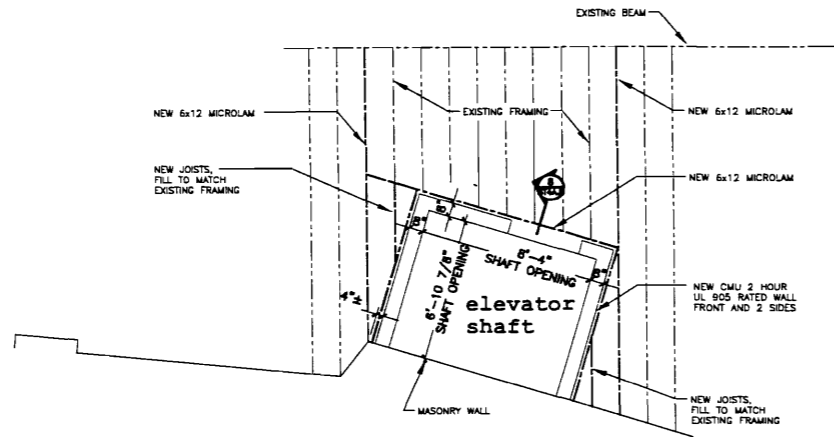 EXISTING BEAM
NEW 6x12 MICROLAM
EXISTING FRAMING
NEW 6x12 MICROLAM
NEW JOISTS,
FILL TO MATCH
EXISTING FRAMING
NEW 6x12 MICROLAM
8"
8"
8'-4"
SHAFT OPENING
8"
6'-10 7/8"
SHAFT OPENING
4"±
elevator
shaft
NEW CMU 2 HOUR
UL 905 RATED WALL
FRONT AND 2 SIDES
MASONRY WALL
NEW JOISTS,
FILL TO MATCH
EXISTING FRAMING